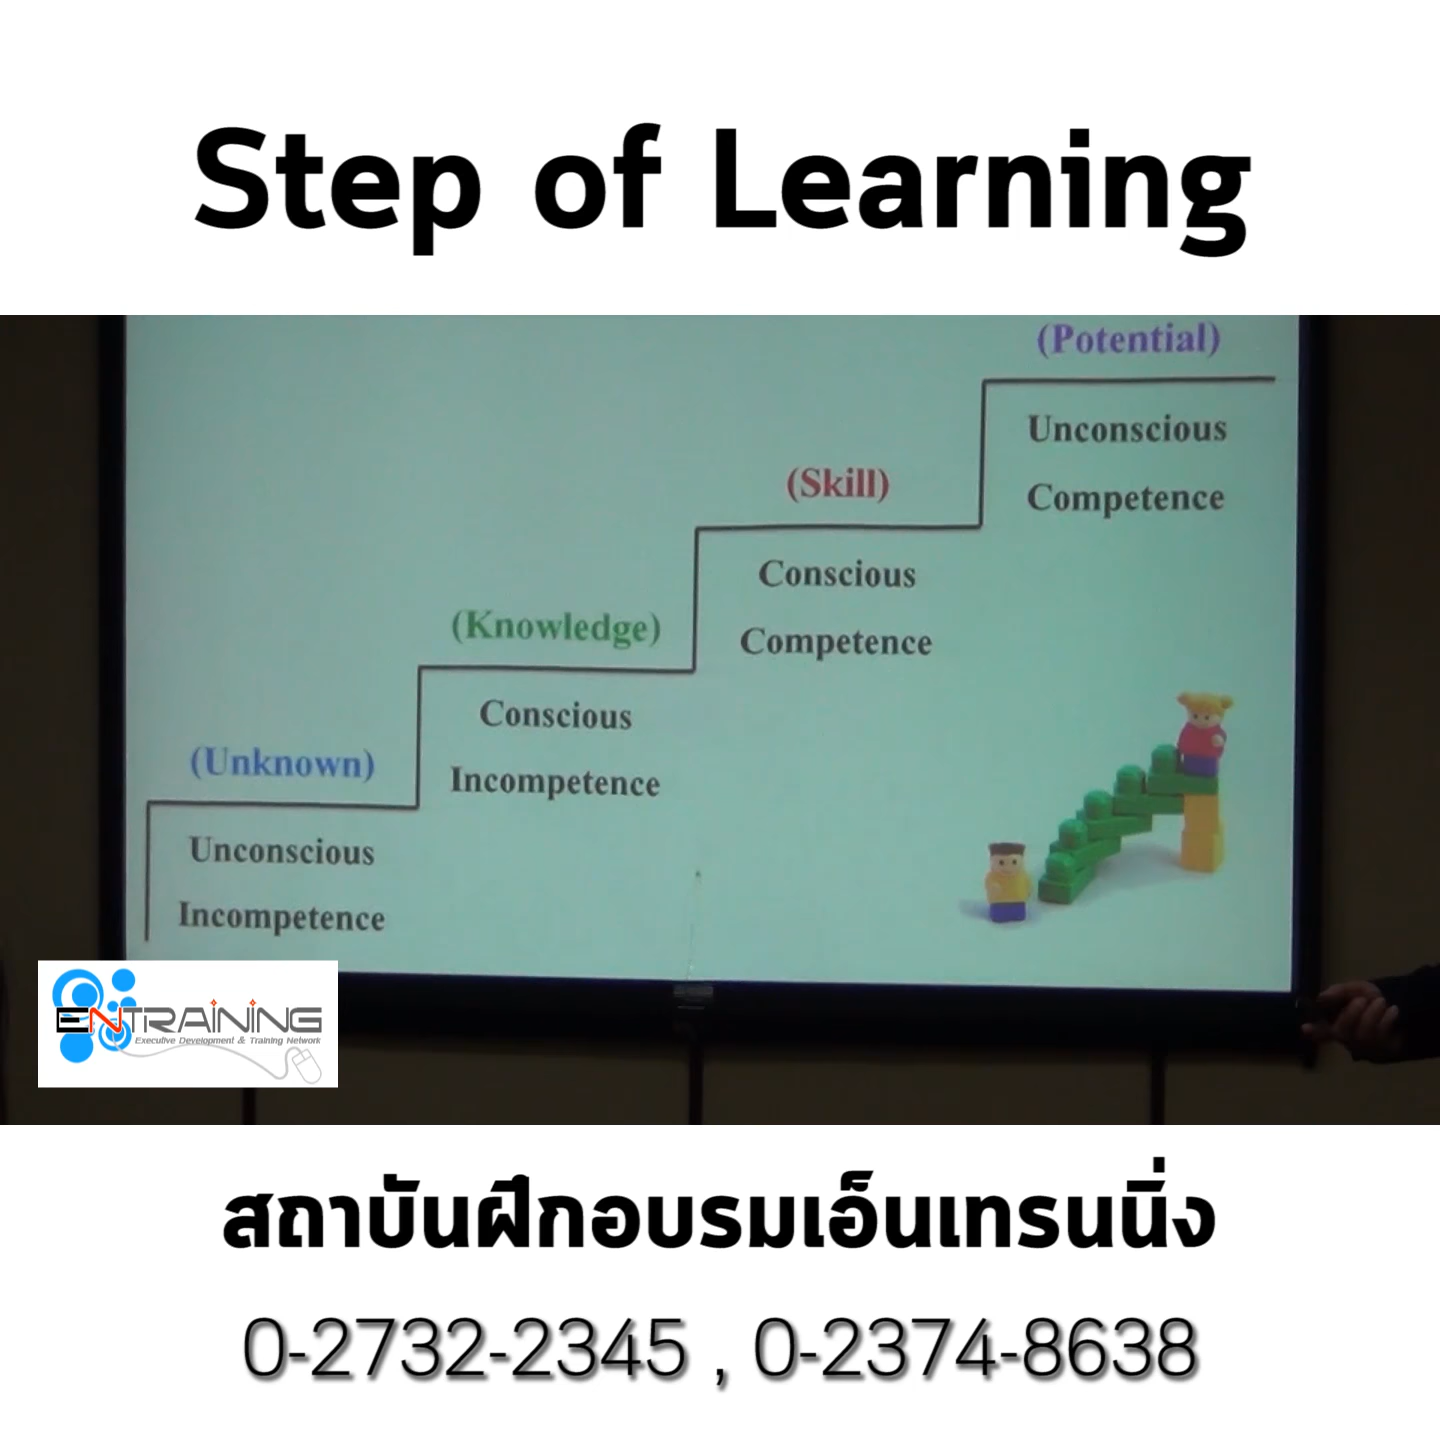 Step of Learning
(Potential)
Unconscious
Competence
(Skill)
Conscious
Competence
(Knowledge)
Conscious
Incompetence
(Unknown)
Unconscious
Incompetence
ENTRAINING
Executive Development & Training Network
สถาบันฝึกอบรมเอ็นเทรนนิ่ง
0-2732-2345 , 0-2374-8638